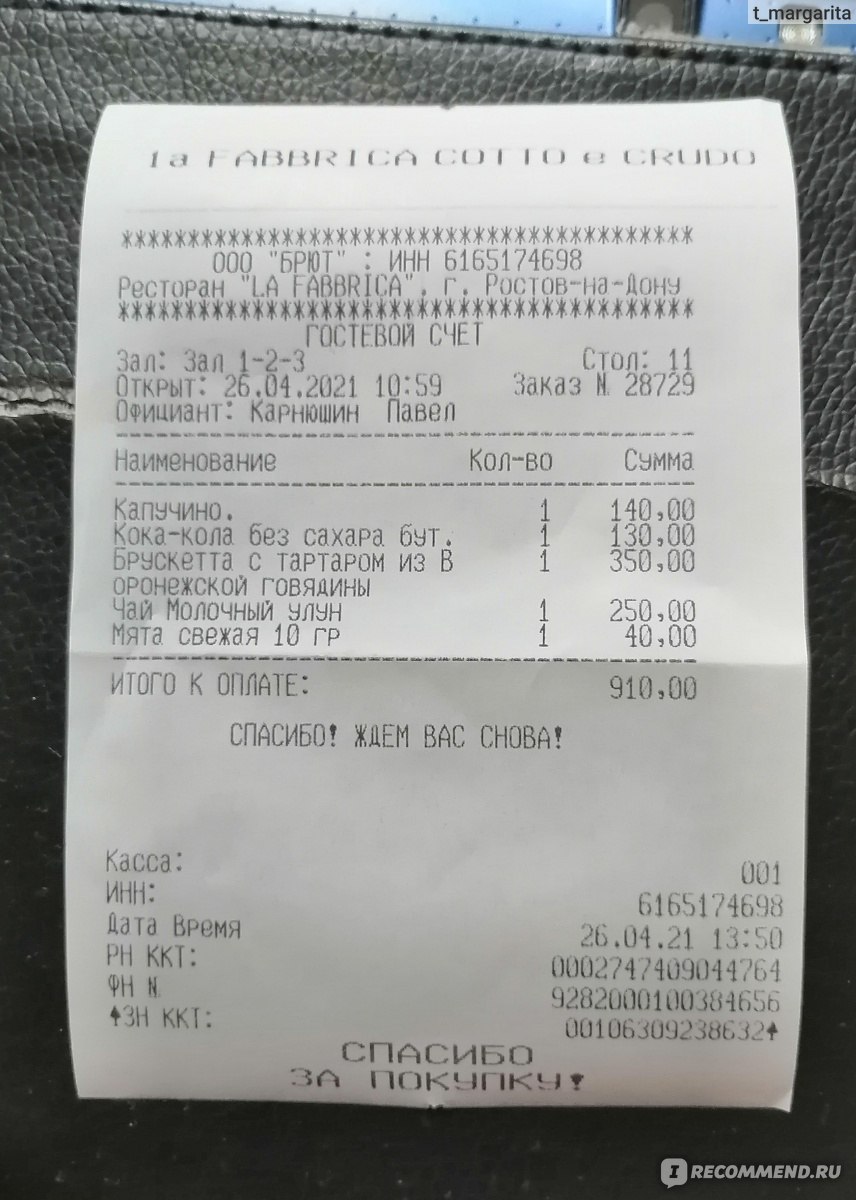 t_margarita
la FABBRICA COTTO e CRUDO
*******************************************
ООО "БРЮТ" : ИНН 6165174698
Ресторан "LA FABBRICA", г. Ростов-на-Дону
*******************************************
ГОСТЕВОЙ СЧЕТ
Зал: Зал 1-2-3 Стол: 11
Открыт: 26.04.2021 10:59 Заказ № 28729
Официант: Карнюшин Павел
Наименование Кол-во Сумма
Капучино. 1 140,00
Кока-кола без сахара бут. 1 130,00
Брускетта с тартаром из В 1 350,00
оронежской говядины
Чай Молочный улун 1 250,00
Мята свежая 10 гр 1 40,00
ИТОГО К ОПЛАТЕ: 910,00
СПАСИБО! ЖДЕМ ВАС СНОВА!
Касса: 001
ИНН: 6165174698
Дата Время 26.04.21 13:50
РН ККТ: 0002747409044764
ФН № 9282000100384656
↑ЗН ККТ: 00106309238632↑
СПАСИБО
ЗА ПОКУПКУ!
IRECOMMEND.RU